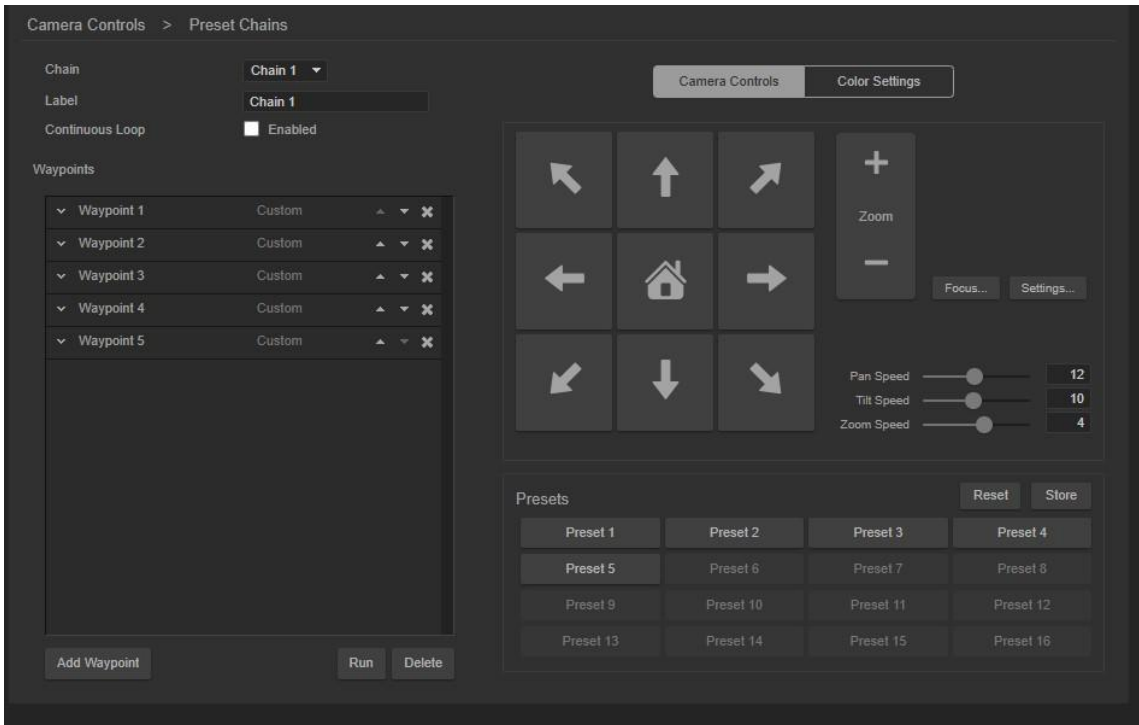 Camera Controls > Preset Chains
Chain Chain 1
Label Chain 1
Continuous Loop Enabled
Waypoints
Waypoint 1 Custom
Waypoint 2 Custom
Waypoint 3 Custom
Waypoint 4 Custom
Waypoint 5 Custom
Add Waypoint Run Delete
Camera Controls Color Settings
Zoom
Focus... Settings...
Pan Speed 12
Tilt Speed 10
Zoom Speed 4
Presets Reset Store
Preset 1 Preset 2 Preset 3 Preset 4
Preset 5 Preset 6 Preset 7 Preset 8
Preset 9 Preset 10 Preset 11 Preset 12
Preset 13 Preset 14 Preset 15 Preset 16